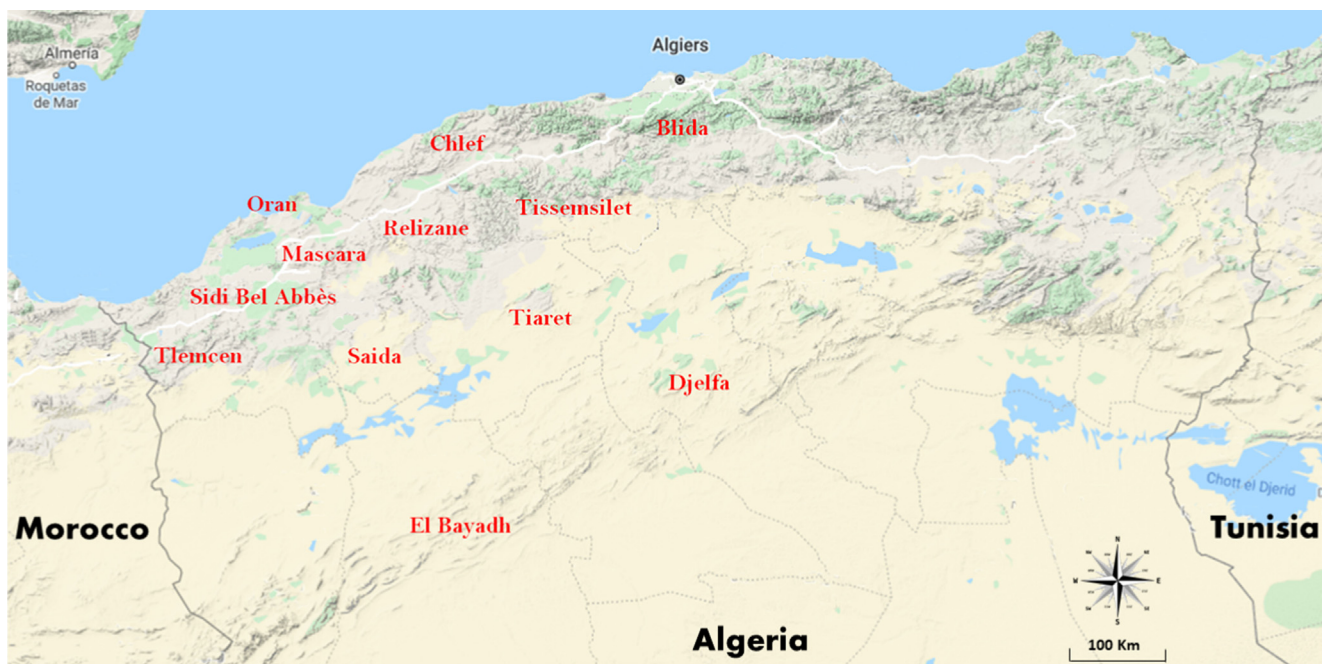 Almería
Roquetas
de Mar
Algiers
Blida
Chlef
Oran
Tissemsilet
Relizane
Mascara
Sidi Bel Abbès
Tiaret
Tlemcen
Saida
Djelfa
Chott el Djerid
El Bayadh
Morocco
Tunisia
N
W
E
S
Algeria
100 Km